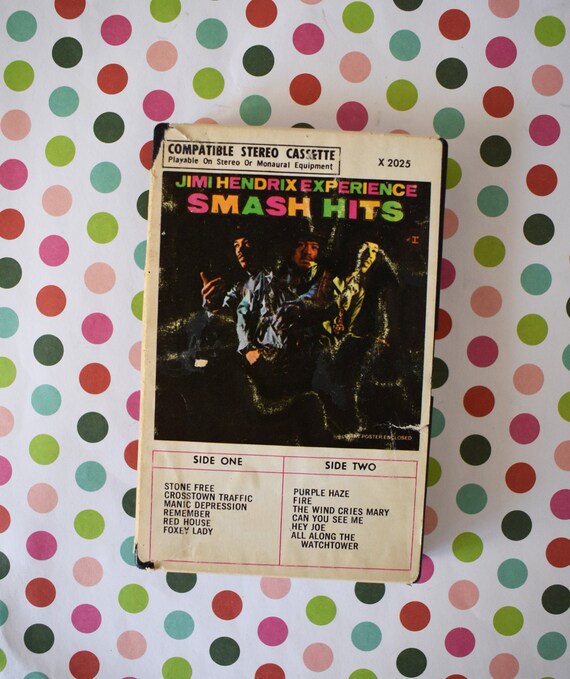 COMPATIBLE STEREO CASSETTE
Playable On Stereo Or Monaural Equipment
X 2025
JIMI HENDRIX EXPERIENCE
SMASH HITS
POSTER ENCLOSED
SIDE ONE
STONE FREE
CROSSTOWN TRAFFIC
MANIC DEPRESSION
REMEMBER
RED HOUSE
FOXEY LADY
SIDE TWO
PURPLE HAZE
FIRE
THE WIND CRIES MARY
CAN YOU SEE ME
HEY JOE
ALL ALONG THE
WATCHTOWER